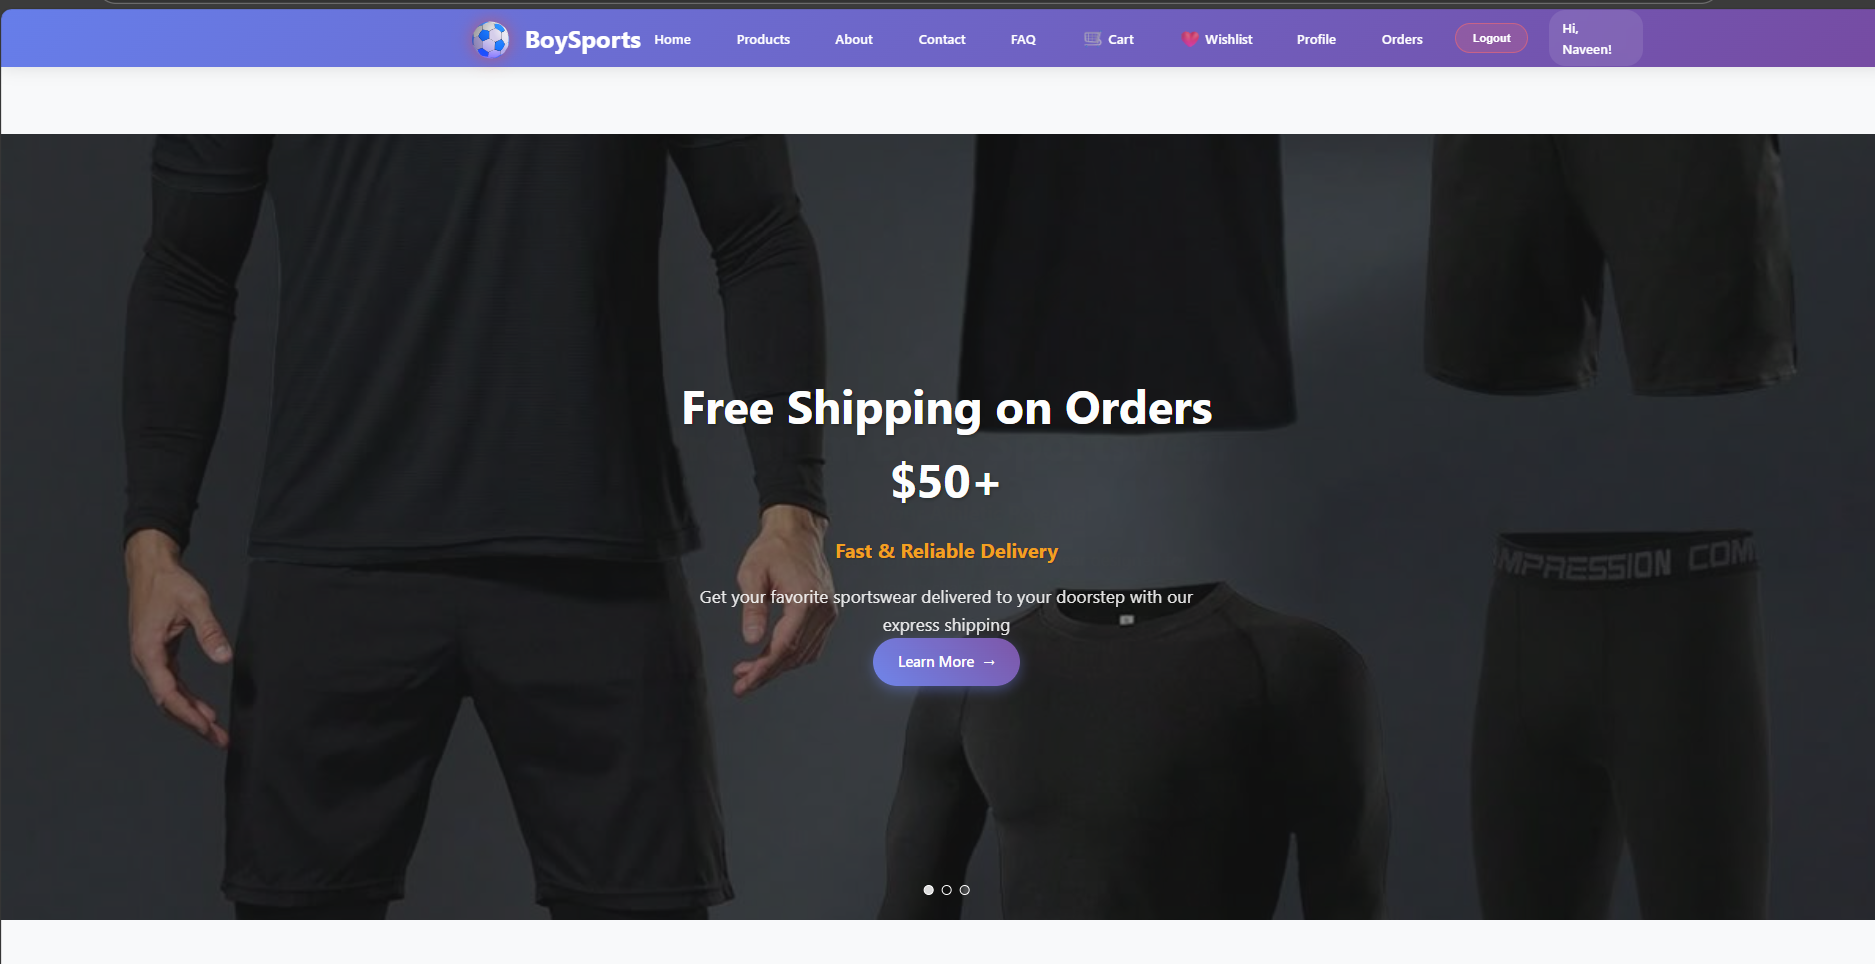 BoySports
Home
Products
About
Contact
FAQ
Cart
Wishlist
Profile
Orders
Logout
Hi,
Naveen!
Free Shipping on Orders
$50+
Fast & Reliable Delivery
Get your favorite sportswear delivered to your doorstep with our
express shipping
Learn More →
OMPRESSION COM